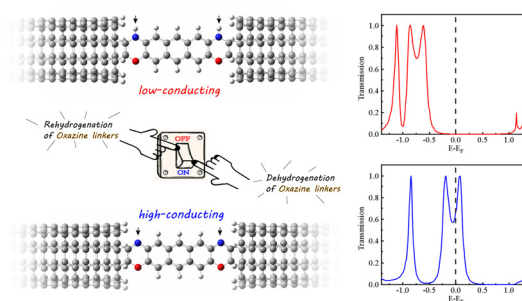 low-conducting
Rehydrogenation
of Oxazine linkers
OFF
ON
Dehydrogenation
of Oxazine linkers
high-conducting
Transmission
1.0
0.8
0.6
0.4
0.2
0.0
-1.0
-0.5
0.0
0.5
1.0
E-EF
Transmission
1.0
0.8
0.6
0.4
0.2
0.0
-1.0
-0.5
0.0
0.5
1.0
E-EF